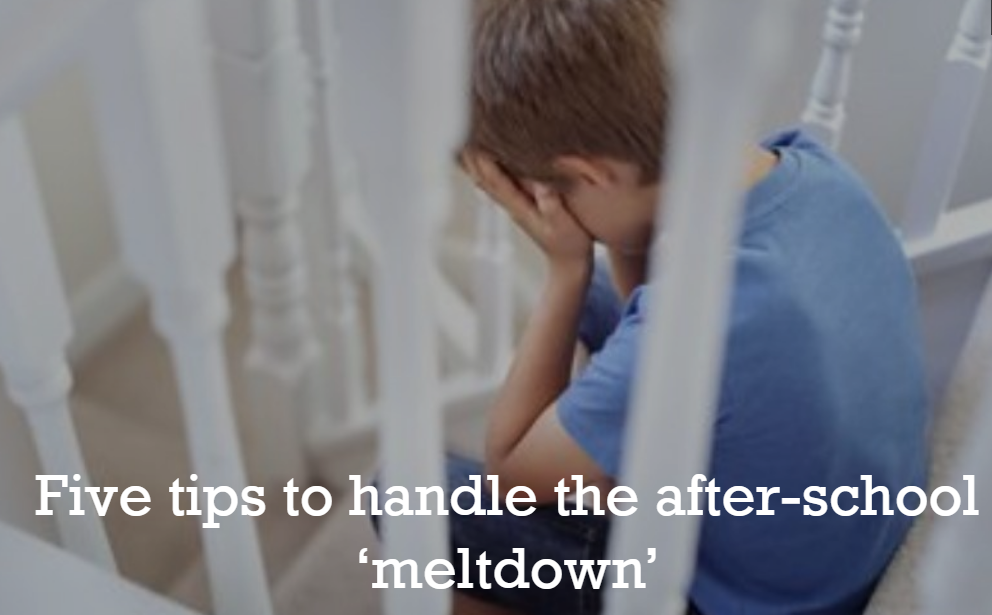 Five tips to handle the after-school
‘meltdown’